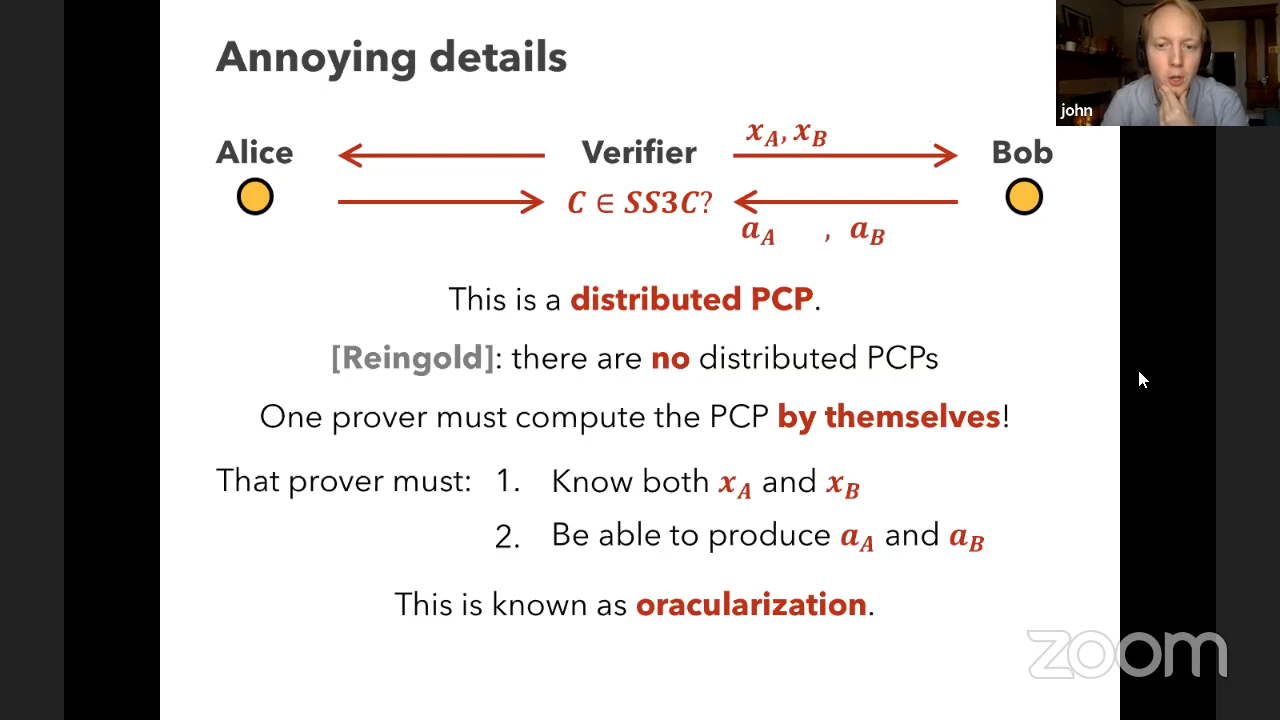 Annoying details
john
x_A, x_B
Alice Verifier Bob
C ∈ SS3C?
a_A , a_B
This is a distributed PCP.
[Reingold]: there are no distributed PCPs
One prover must compute the PCP by themselves!
That prover must: 1. Know both x_A and x_B
2. Be able to produce a_A and a_B
This is known as oracularization.
zoom